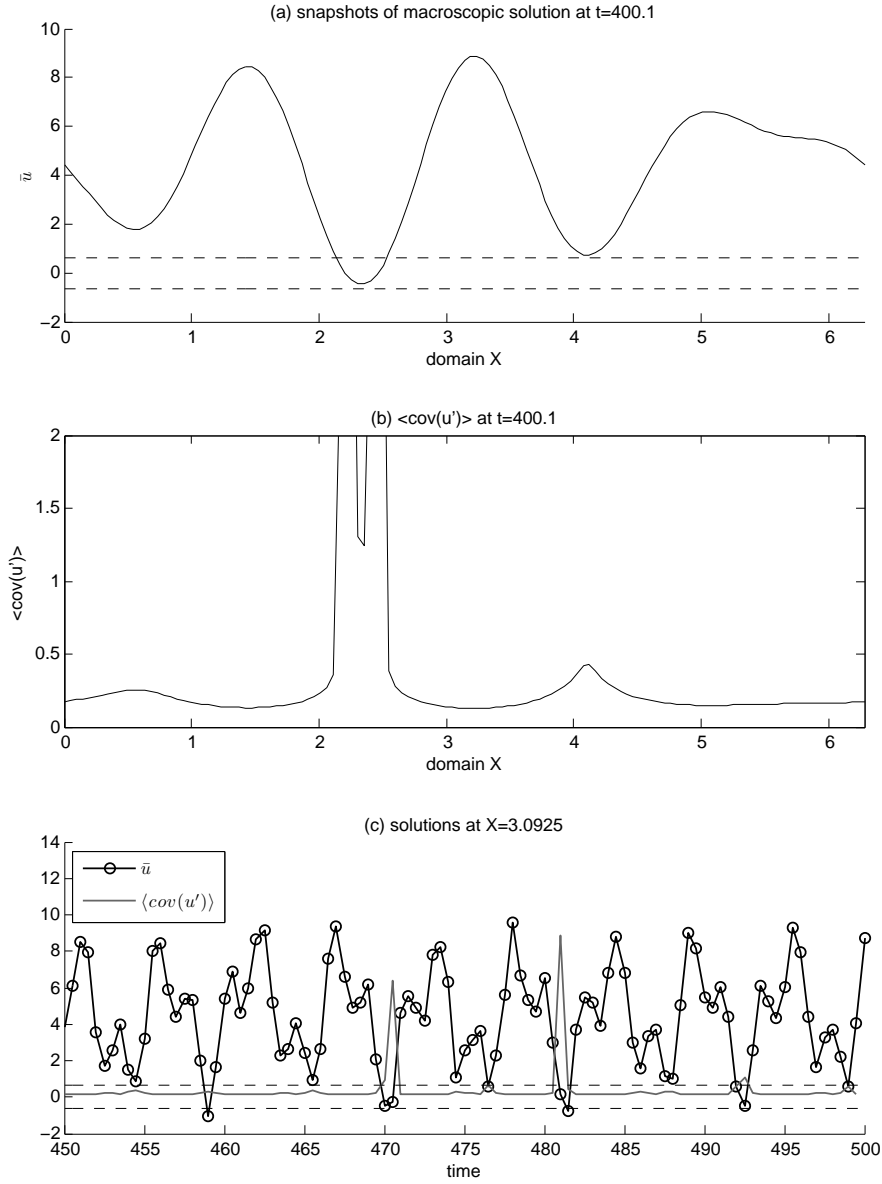 (a) snapshots of macroscopic solution at t=400.1
10
8
6
4
2
0
−2
ū
0 1 2 3 4 5 6
domain X
(b) <cov(u')> at t=400.1
2
1.5
1
0.5
0
<cov(u')>
0 1 2 3 4 5 6
domain X
(c) solutions at X=3.0925
14
12
10
8
6
4
2
0
−2
ū
⟨cov(u′)⟩
450 455 460 465 470 475 480 485 490 495 500
time